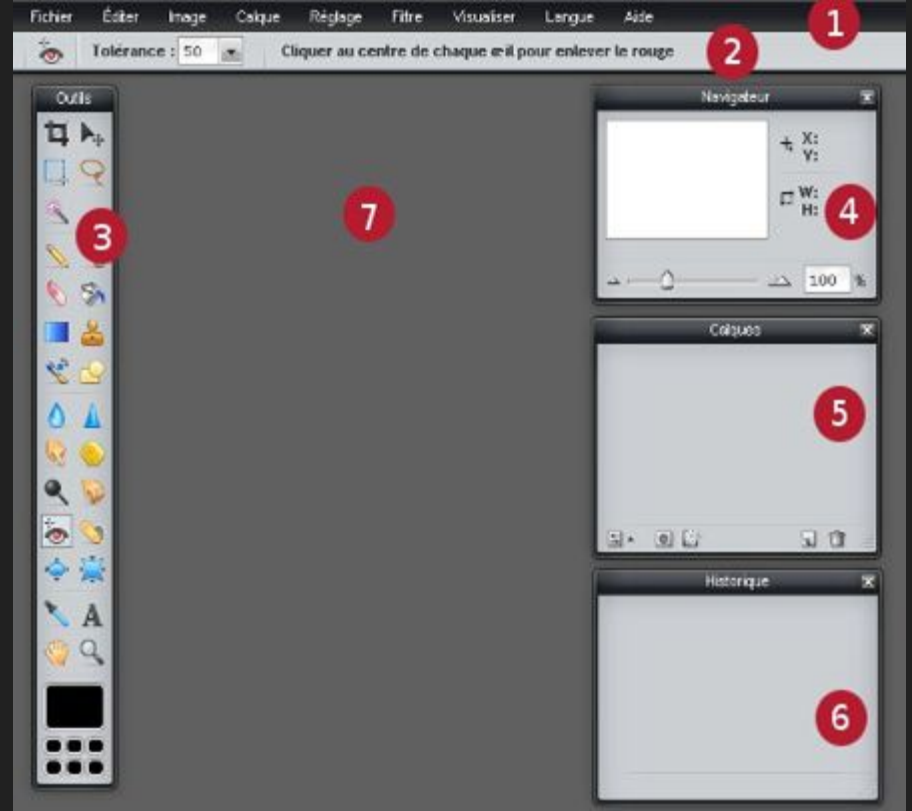 Fichier Éditer Image Calque Réglage Filtre Visualiser Langue Aide
1
Tolérance : 50 Cliquer au centre de chaque œil pour enlever le rouge
2
Outils
3
A
7
Navigateur
X:
Y:
W:
H:
4
100 %
Calques
5
Historique
6